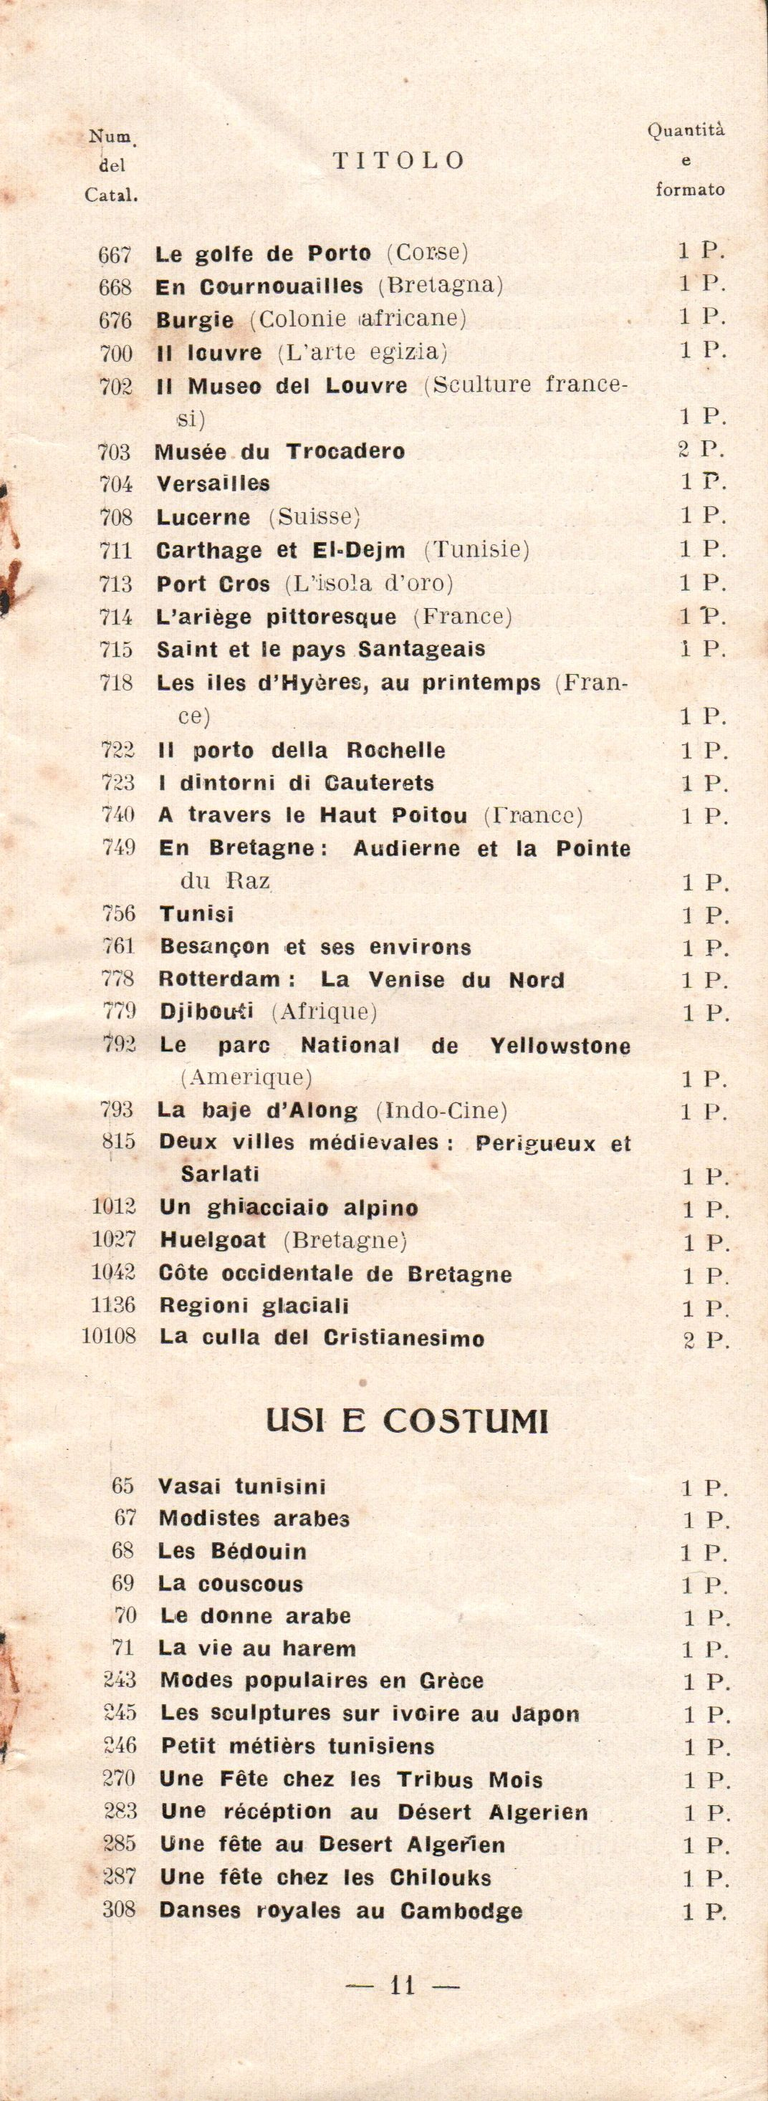 Num. del Catal. TITOLO Quantità e formato
667 Le golfe de Porto (Corse) 1 P.
668 En Cournouailles (Bretagna) 1 P.
676 Burgie (Colonie africane) 1 P.
700 Il louvre (L'arte egizia) 1 P.
702 Il Museo del Louvre (Sculture france-
si) 1 P.
703 Musée du Trocadero 2 P.
704 Versailles 1 P.
708 Lucerne (Suisse) 1 P.
711 Carthage et El-Dejm (Tunisie) 1 P.
713 Port Cros (L'isola d'oro) 1 P.
714 L'ariège pittoresque (France) 1 P.
715 Saint et le pays Santageais 1 P.
718 Les iles d'Hyères, au printemps (Fran-
ce) 1 P.
722 Il porto della Rochelle 1 P.
723 I dintorni di Cauterets 1 P.
740 A travers le Haut Poitou (France) 1 P.
749 En Bretagne: Audierne et la Pointe
du Raz 1 P.
756 Tunisi 1 P.
761 Besançon et ses environs 1 P.
778 Rotterdam: La Venise du Nord 1 P.
779 Djibouti (Afrique) 1 P.
792 Le parc National de Yellowstone
(Amerique) 1 P.
793 La baje d'Along (Indo-Cine) 1 P.
815 Deux villes médievales: Perigueux et
Sarlati 1 P.
1012 Un ghiacciaio alpino 1 P.
1027 Huelgoat (Bretagne) 1 P.
1042 Côte occidentale de Bretagne 1 P.
1136 Regioni glaciali 1 P.
10108 La culla del Cristianesimo 2 P.
USI E COSTUMI
65 Vasai tunisini 1 P.
67 Modistes arabes 1 P.
68 Les Bédouin 1 P.
69 La couscous 1 P.
70 Le donne arabe 1 P.
71 La vie au harem 1 P.
243 Modes populaires en Grèce 1 P.
245 Les sculptures sur ivoire au Japon 1 P.
246 Petit métièrs tunisiens 1 P.
270 Une Fête chez les Tribus Mois 1 P.
283 Une récéption au Désert Algerien 1 P.
285 Une fête au Desert Algerien 1 P.
287 Une fête chez les Chilouks 1 P.
308 Danses royales au Cambodge 1 P.
— 11 —